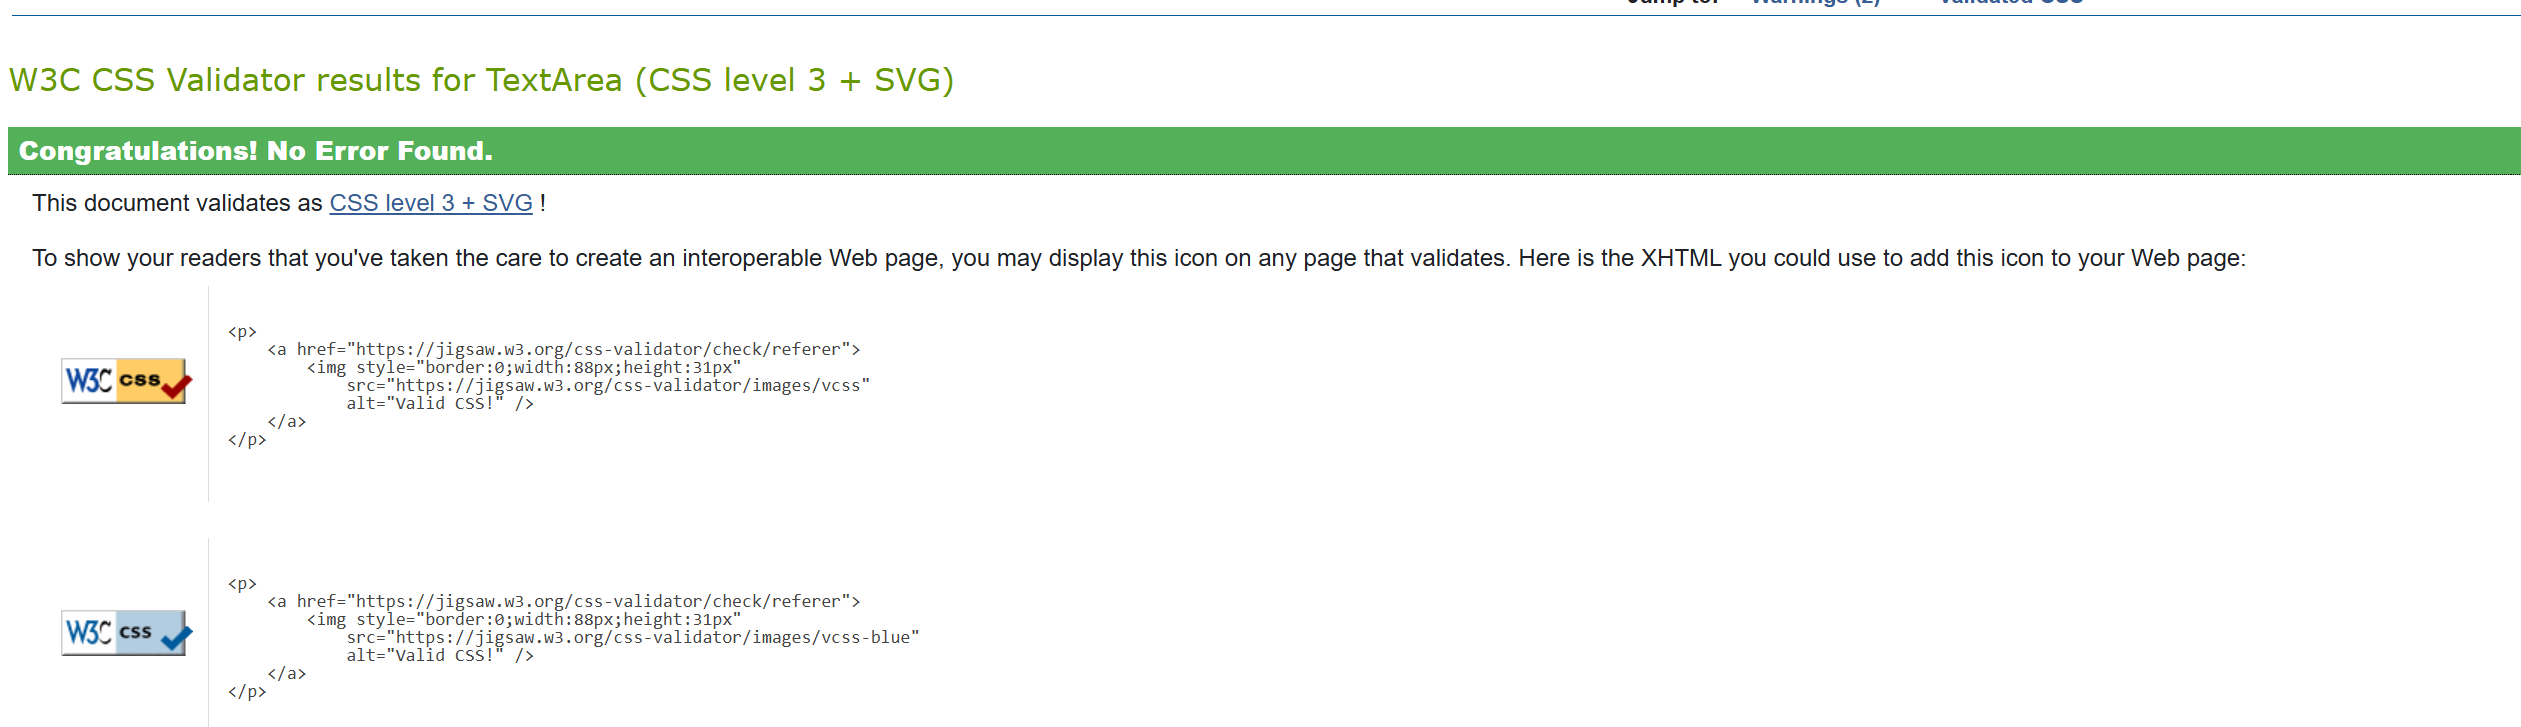 Jump to: Warnings (2) Validated CSS
W3C CSS Validator results for TextArea (CSS level 3 + SVG)
Congratulations! No Error Found.
This document validates as CSS level 3 + SVG !
To show your readers that you've taken the care to create an interoperable Web page, you may display this icon on any page that validates. Here is the XHTML you could use to add this icon to your Web page:
W3C css
<p>
<a href="https://jigsaw.w3.org/css-validator/check/referer">
<img style="border:0;width:88px;height:31px"
src="https://jigsaw.w3.org/css-validator/images/vcss"
alt="Valid CSS!" />
</a>
</p>
W3C css
<p>
<a href="https://jigsaw.w3.org/css-validator/check/referer">
<img style="border:0;width:88px;height:31px"
src="https://jigsaw.w3.org/css-validator/images/vcss-blue"
alt="Valid CSS!" />
</a>
</p>